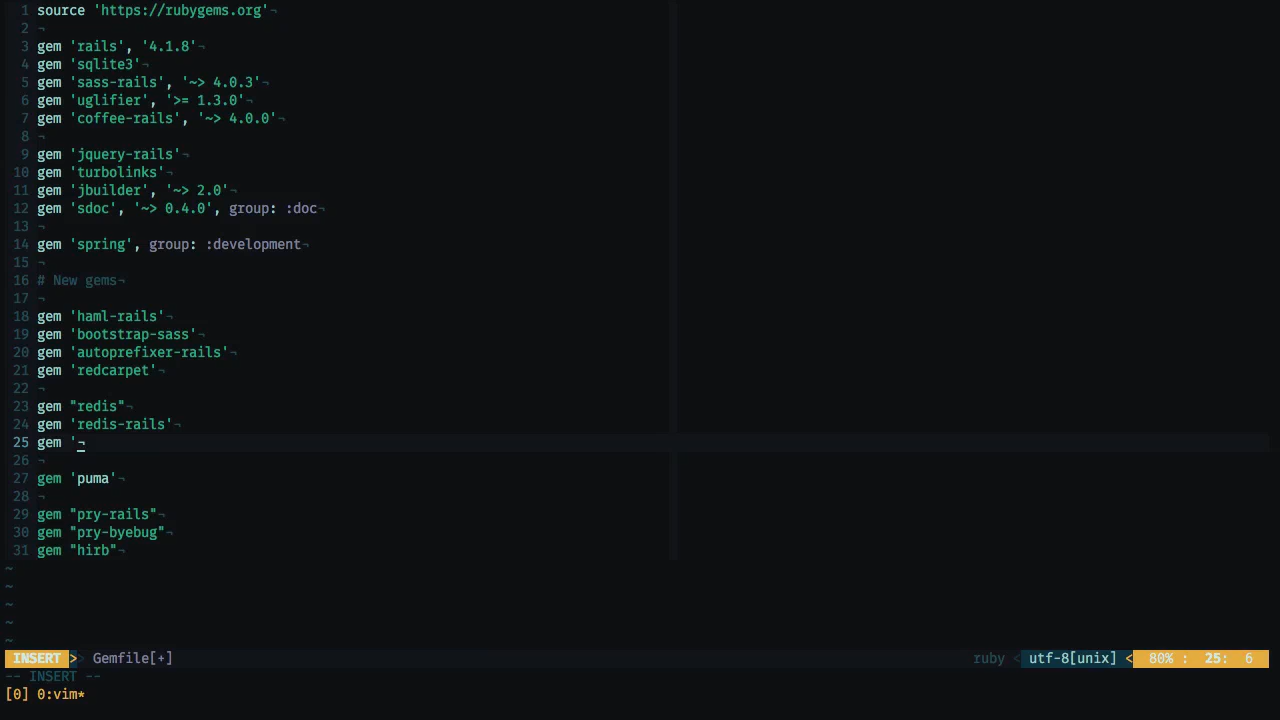 1 source 'https://rubygems.org'¬
2 ¬
3 gem 'rails', '4.1.8'¬
4 gem 'sqlite3'¬
5 gem 'sass-rails', '~> 4.0.3'¬
6 gem 'uglifier', '>= 1.3.0'¬
7 gem 'coffee-rails', '~> 4.0.0'¬
8 ¬
9 gem 'jquery-rails'¬
10 gem 'turbolinks'¬
11 gem 'jbuilder', '~> 2.0'¬
12 gem 'sdoc', '~> 0.4.0', group: :doc¬
13 ¬
14 gem 'spring', group: :development¬
15 ¬
16 # New gems¬
17 ¬
18 gem 'haml-rails'¬
19 gem 'bootstrap-sass'¬
20 gem 'autoprefixer-rails'¬
21 gem 'redcarpet'¬
22 ¬
23 gem "redis"¬
24 gem 'redis-rails'¬
25 gem '¬
26 ¬
27 gem 'puma'¬
28 ¬
29 gem "pry-rails"¬
30 gem "pry-byebug"¬
31 gem "hirb"¬
~
~
~
~
~
INSERT > Gemfile[+] ruby < utf-8[unix] < 80% : 25: 6
-- INSERT --
[0] 0:vim*